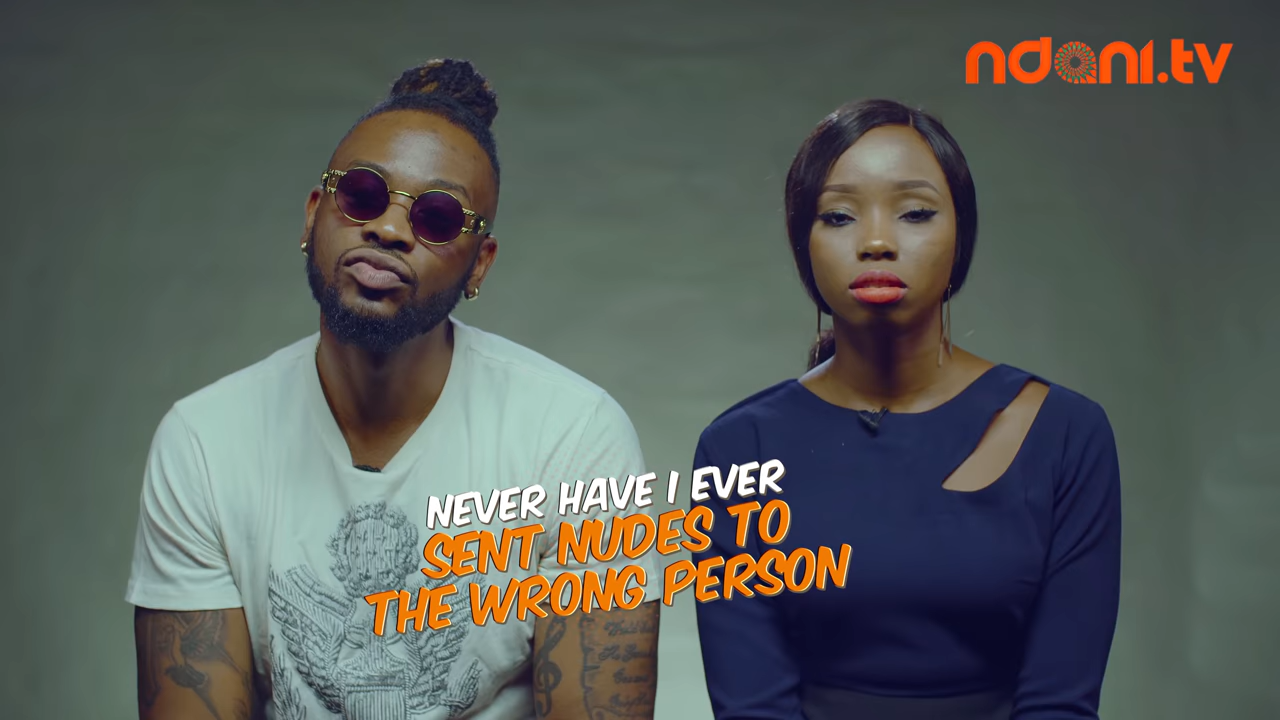 ndani.tv
NEVER HAVE I EVER
SENT NUDES TO
THE WRONG PERSON